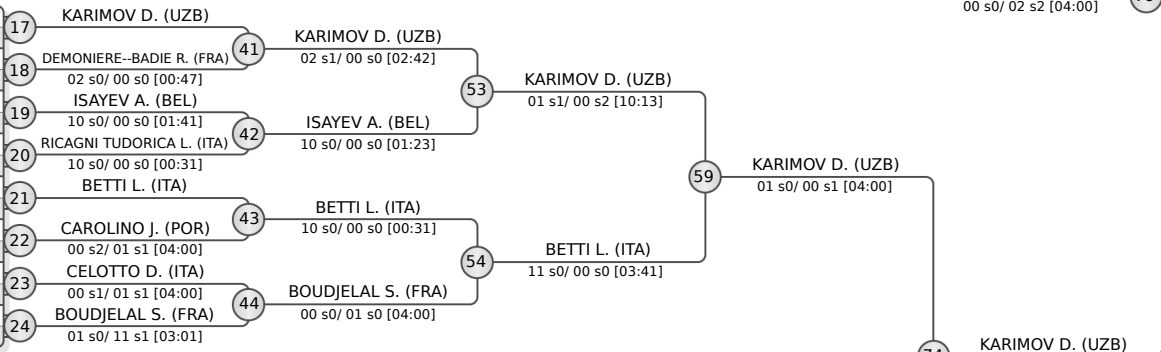 00 s0/ 02 s2 [04:00]
17
KARIMOV D. (UZB)
18
DEMONIERE--BADIE R. (FRA)
02 s0/ 00 s0 [00:47]
41
KARIMOV D. (UZB)
02 s1/ 00 s0 [02:42]
19
ISAYEV A. (BEL)
10 s0/ 00 s0 [01:41]
20
RICAGNI TUDORICA L. (ITA)
10 s0/ 00 s0 [00:31]
42
ISAYEV A. (BEL)
10 s0/ 00 s0 [01:23]
53
KARIMOV D. (UZB)
01 s1/ 00 s2 [10:13]
21
BETTI L. (ITA)
22
CAROLINO J. (POR)
00 s2/ 01 s1 [04:00]
43
BETTI L. (ITA)
10 s0/ 00 s0 [00:31]
23
CELOTTO D. (ITA)
00 s1/ 01 s1 [04:00]
24
BOUDJELAL S. (FRA)
01 s0/ 11 s1 [03:01]
44
BOUDJELAL S. (FRA)
00 s0/ 01 s0 [04:00]
54
BETTI L. (ITA)
11 s0/ 00 s0 [03:41]
59
KARIMOV D. (UZB)
01 s0/ 00 s1 [04:00]
KARIMOV D. (UZB)